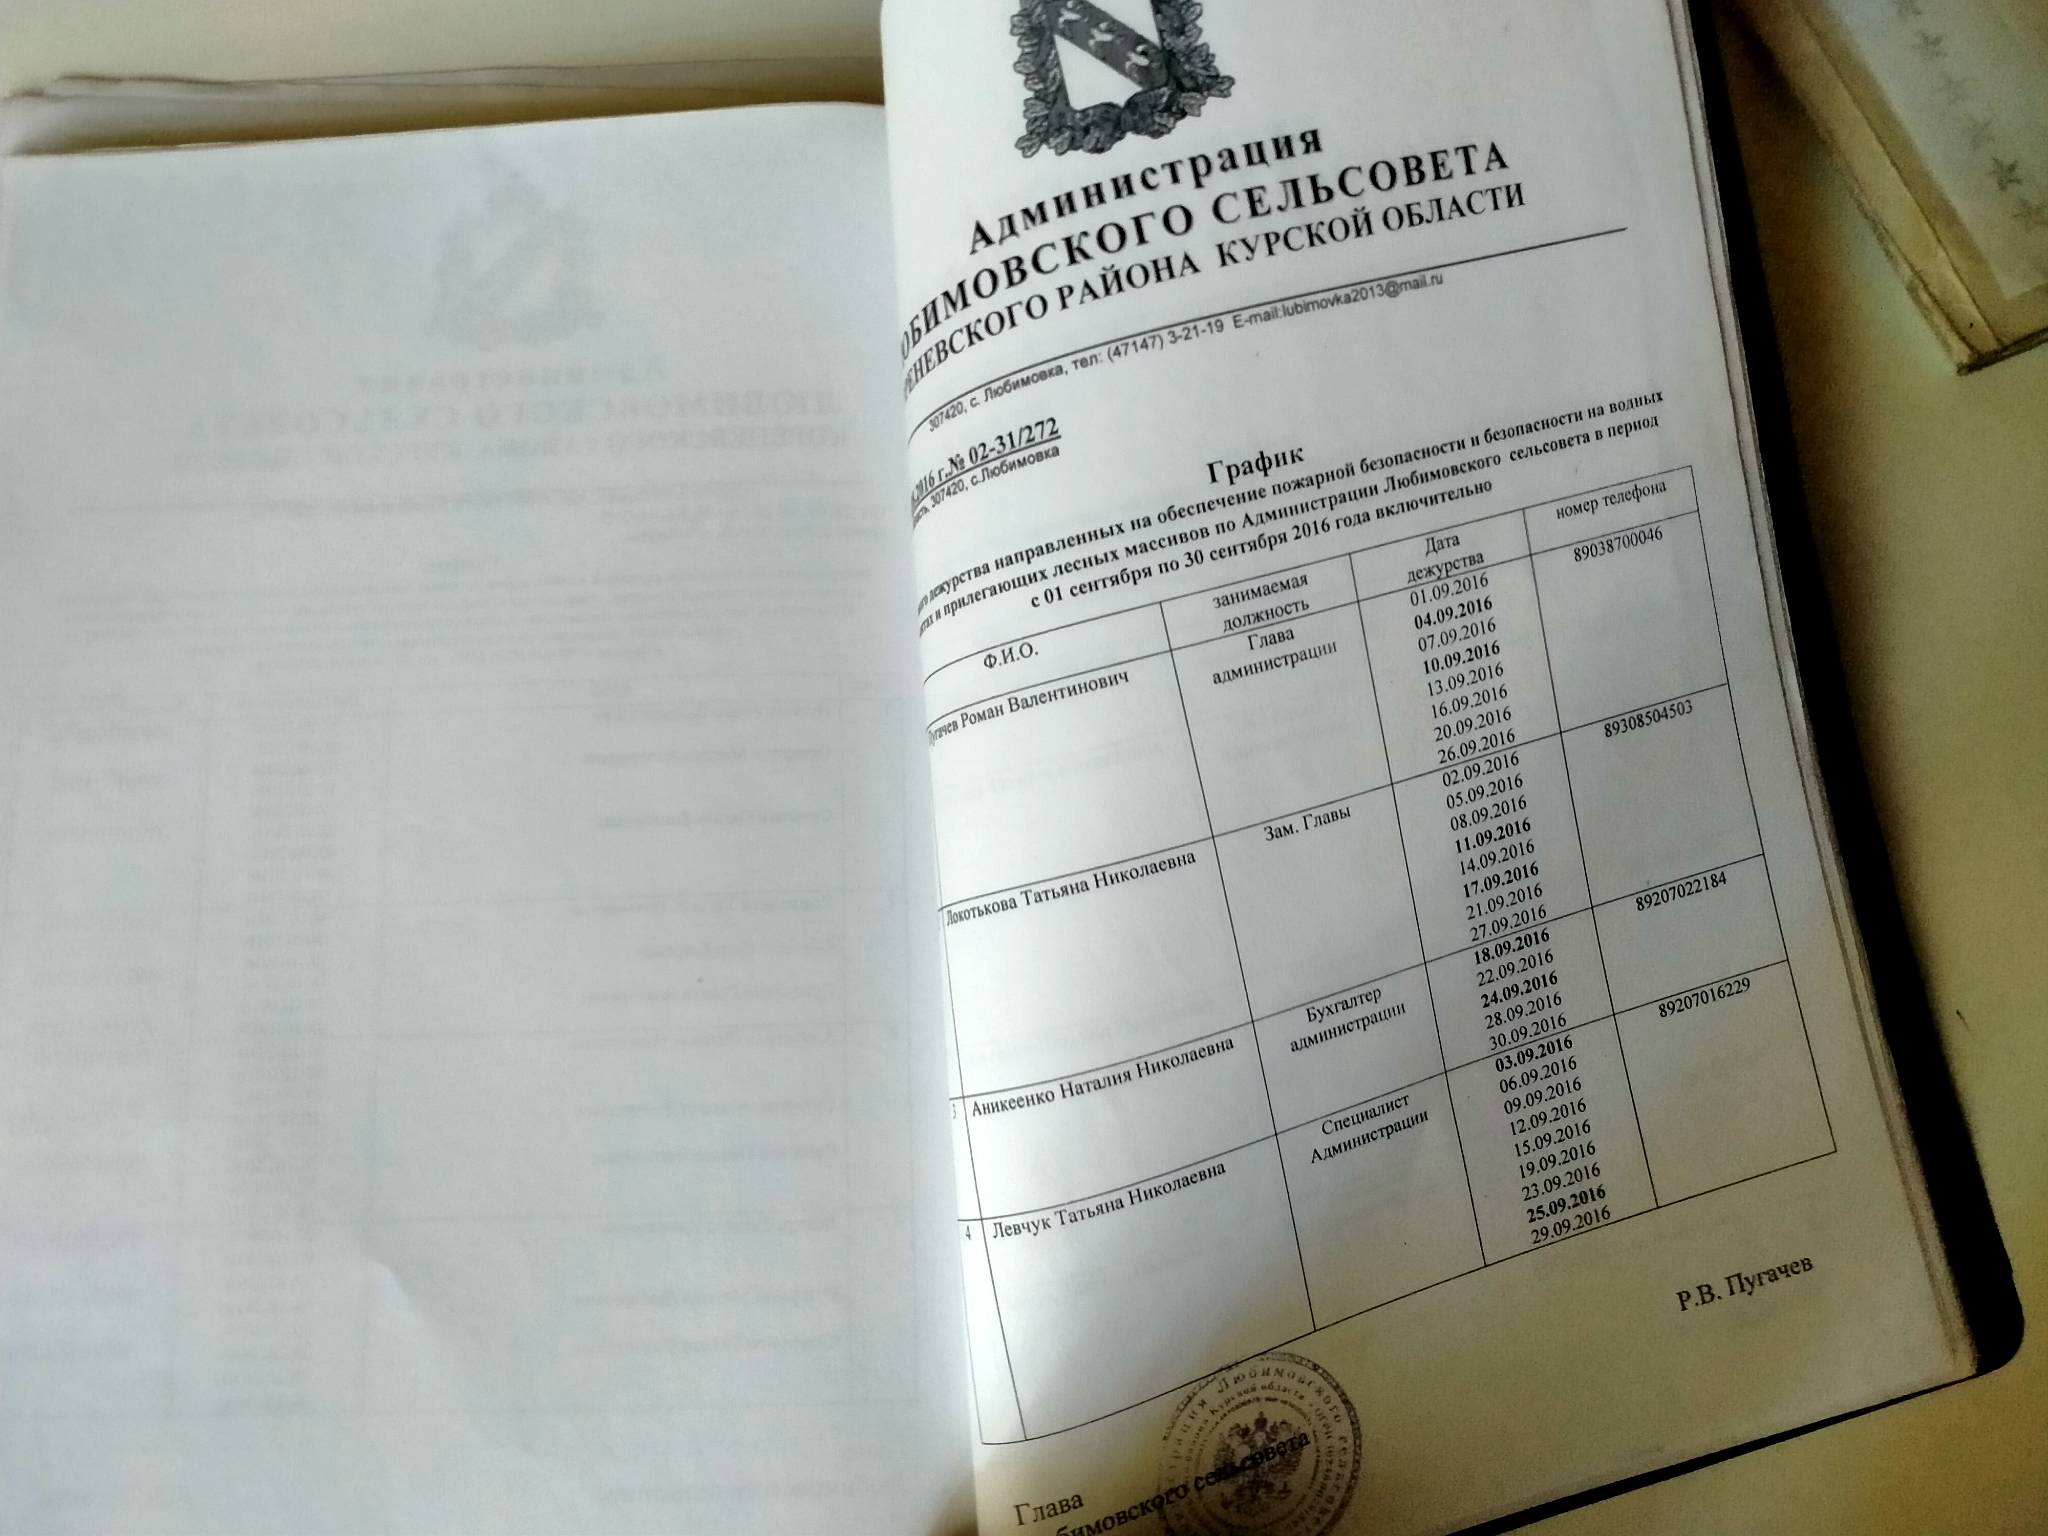 Администрация
ЮБИМОВСКОГО СЕЛЬСОВЕТА
РЕНЕВСКОГО РАЙОНА КУРСКОЙ ОБЛАСТИ
307420, с. Любимовка, тел: (47147) 3-21-19 E-mail:lubimovka2013@mail.ru
2016 г.№ 02-31/272
307420, с.Любимовка
График
дежурства направленных на обеспечение пожарной безопасности и безопасности на водных
и прилегающих лесных массивов по Администрации Любимовского сельсовета в период
с 01 сентября по 30 сентября 2016 года включительно
Ф.И.О. занимаемая должность Дата дежурства номер телефона
Пугачев Роман Валентинович Глава администрации 01.09.2016 89038700046
04.09.2016
07.09.2016
10.09.2016
13.09.2016
16.09.2016
20.09.2016
26.09.2016
Локотькова Татьяна Николаевна Зам. Главы 02.09.2016 89308504503
05.09.2016
08.09.2016
11.09.2016
14.09.2016
17.09.2016
21.09.2016
27.09.2016
3 Аникеенко Наталия Николаевна Бухгалтер администрации 18.09.2016 89207022184
22.09.2016
24.09.2016
28.09.2016
30.09.2016
4 Левчук Татьяна Николаевна Специалист Администрации 03.09.2016 89207016229
06.09.2016
09.09.2016
12.09.2016
15.09.2016
19.09.2016
23.09.2016
25.09.2016
29.09.2016
Глава
бимовского сельсовета
Р.В. Пугачев